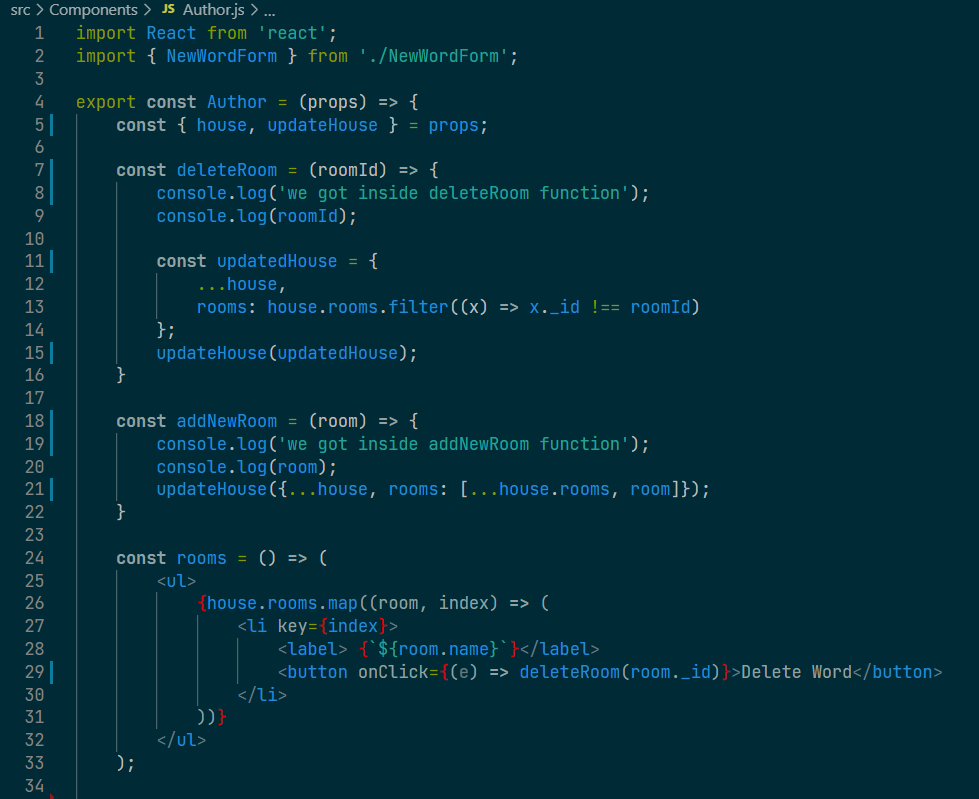 src > Components > JS Author.js > ...
1 import React from 'react';
2 import { NewWordForm } from './NewWordForm';
3
4 export const Author = (props) => {
5 const { house, updateHouse } = props;
6
7 const deleteRoom = (roomId) => {
8 console.log('we got inside deleteRoom function');
9 console.log(roomId);
10
11 const updatedHouse = {
12 ...house,
13 rooms: house.rooms.filter((x) => x._id !== roomId)
14 };
15 updateHouse(updatedHouse);
16 }
17
18 const addNewRoom = (room) => {
19 console.log('we got inside addNewRoom function');
20 console.log(room);
21 updateHouse({...house, rooms: [...house.rooms, room]});
22 }
23
24 const rooms = () => (
25 <ul>
26 {house.rooms.map((room, index) => (
27 <li key={index}>
28 <label> {`${room.name}`}</label>
29 <button onClick={(e) => deleteRoom(room._id)}>Delete Word</button>
30 </li>
31 ))}
32 </ul>
33 );
34